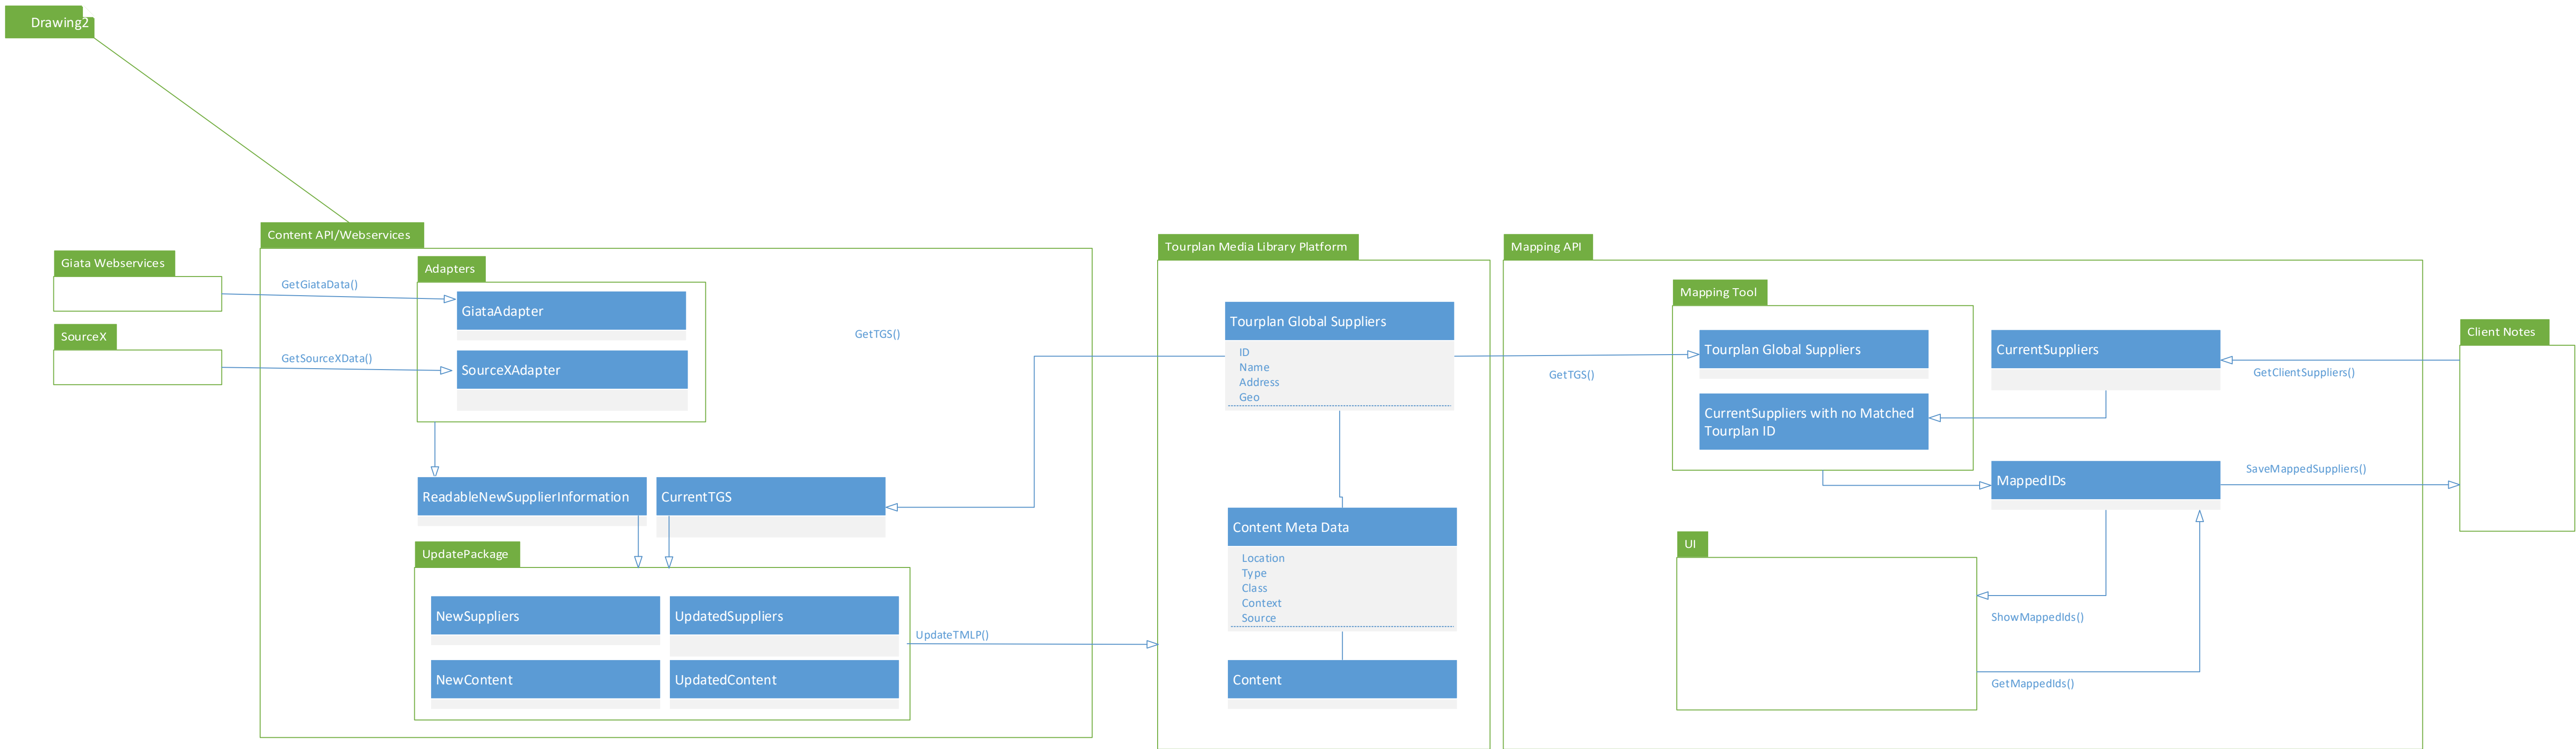 Drawing2
Content API/Webservices
Giata Webservices
GetGiataData()
SourceX
GetSourceXData()
Adapters
GiataAdapter
SourceXAdapter
GetTGS()
ReadableNewSupplierInformation
CurrentTGS
UpdatePackage
NewSuppliers
UpdatedSuppliers
NewContent
UpdatedContent
UpdateTMLP()
Tourplan Media Library Platform
Tourplan Global Suppliers
ID
Name
Address
Geo
Content Meta Data
Location
Type
Class
Context
Source
Content
Mapping API
GetTGS()
Mapping Tool
Tourplan Global Suppliers
CurrentSuppliers with no Matched
Tourplan ID
CurrentSuppliers
MappedIDs
UI
ShowMappedIds()
GetMappedIds()
GetClientSuppliers()
SaveMappedSuppliers()
Client Notes